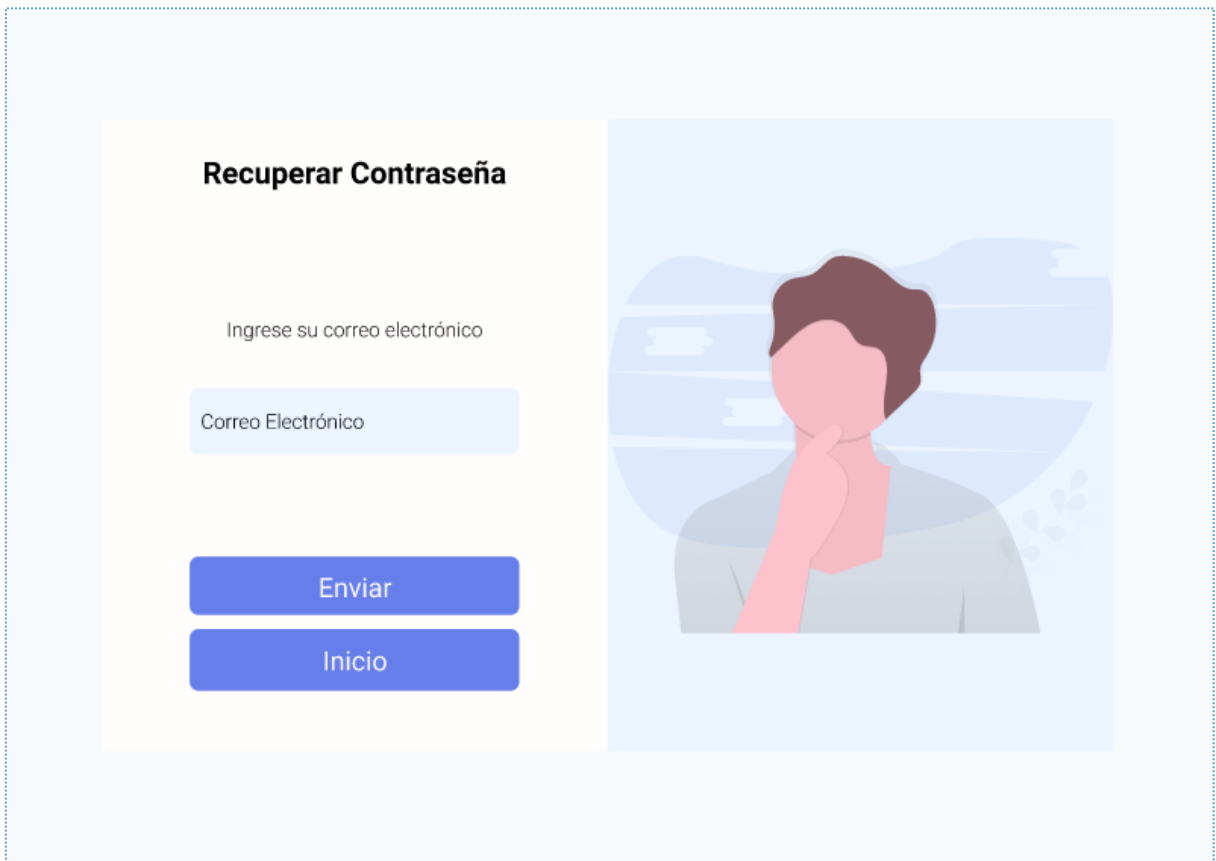 Recuperar Contraseña
Ingrese su correo electrónico
Correo Electrónico
Enviar
Inicio